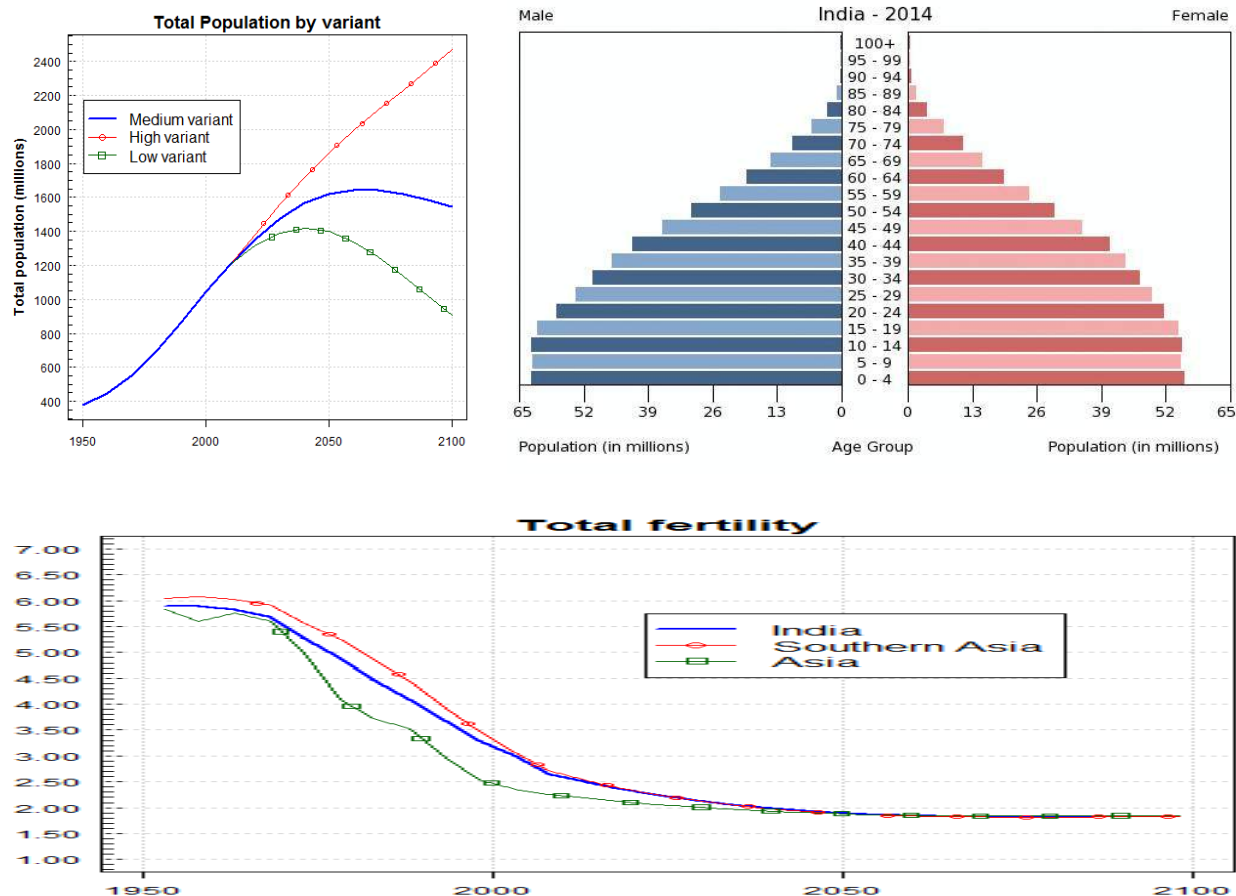 Total Population by variant
Total population (millions)
2400
2200
2000
1800
1600
1400
1200
1000
800
600
400
Medium variant
High variant
Low variant
1950 2000 2050 2100
Male India - 2014 Female
100+
95 - 99
90 - 94
85 - 89
80 - 84
75 - 79
70 - 74
65 - 69
60 - 64
55 - 59
50 - 54
45 - 49
40 - 44
35 - 39
30 - 34
25 - 29
20 - 24
15 - 19
10 - 14
5 - 9
0 - 4
65 52 39 26 13 0 0 13 26 39 52 65
Population (in millions) Age Group Population (in millions)
Total fertility
7.00
6.50
6.00
5.50
5.00
4.50
4.00
3.50
3.00
2.50
2.00
1.50
1.00
India
Southern Asia
Asia
1950 2000 2050 2100